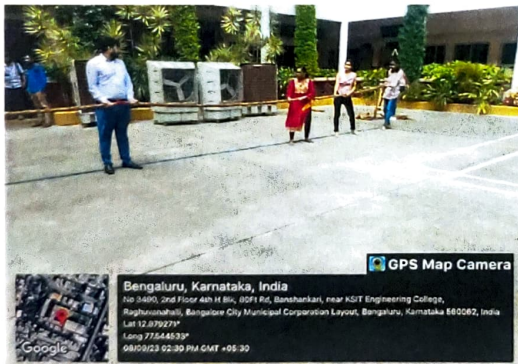 GPS Map Camera
Bengaluru, Karnataka, India
No 3490, 2nd Floor 4th H Blk, 80Ft Rd, Banshankari, near KSIT Engineering College,
Raghuvanahalli, Bangalore City Municipal Corporation Layout, Bengaluru, Karnataka 560062, India
Lat 12.879271°
Long 77.544533°
08/09/23 02:30 PM GMT +05:30
Google